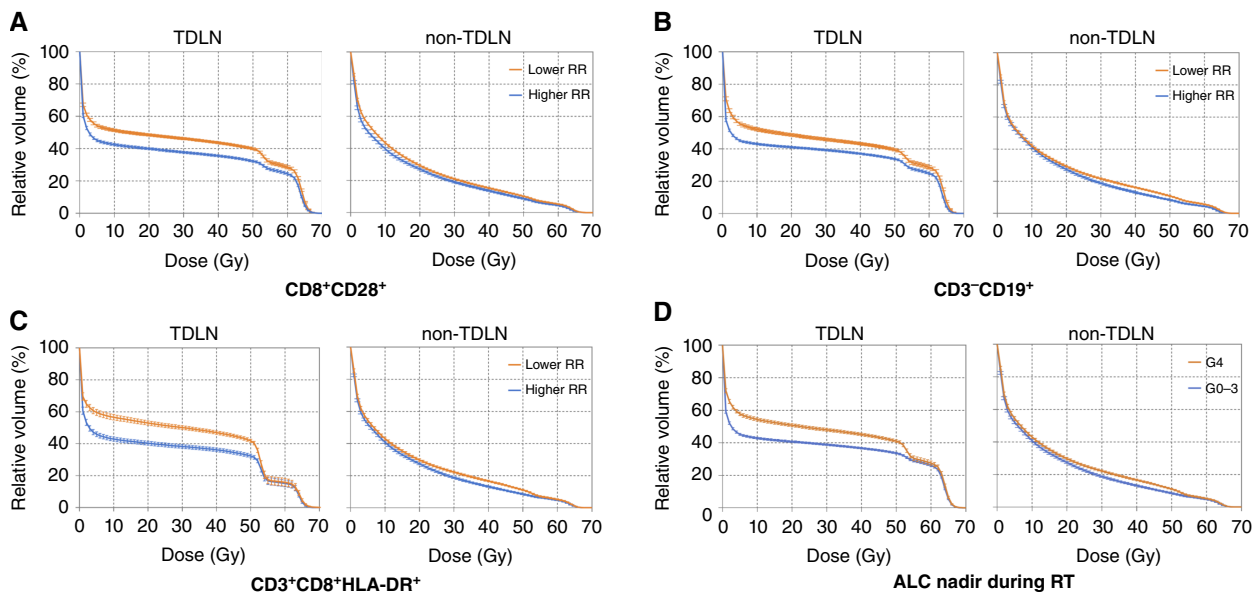 A
TDLN
non-TDLN
Relative volume (%)
100
80
60
40
20
0
Lower RR
Higher RR
0 10 20 30 40 50 60 70
0 10 20 30 40 50 60 70
Dose (Gy)
Dose (Gy)
CD8⁺CD28⁺
B
TDLN
non-TDLN
Relative volume (%)
100
80
60
40
20
0
Lower RR
Higher RR
0 10 20 30 40 50 60 70
0 10 20 30 40 50 60 70
Dose (Gy)
Dose (Gy)
CD3⁻CD19⁺
C
TDLN
non-TDLN
Relative volume (%)
100
80
60
40
20
0
Lower RR
Higher RR
0 10 20 30 40 50 60 70
0 10 20 30 40 50 60 70
Dose (Gy)
Dose (Gy)
CD3⁺CD8⁺HLA-DR⁺
D
TDLN
non-TDLN
Relative volume (%)
100
80
60
40
20
0
G4
G0–3
0 10 20 30 40 50 60 70
0 10 20 30 40 50 60 70
Dose (Gy)
Dose (Gy)
ALC nadir during RT